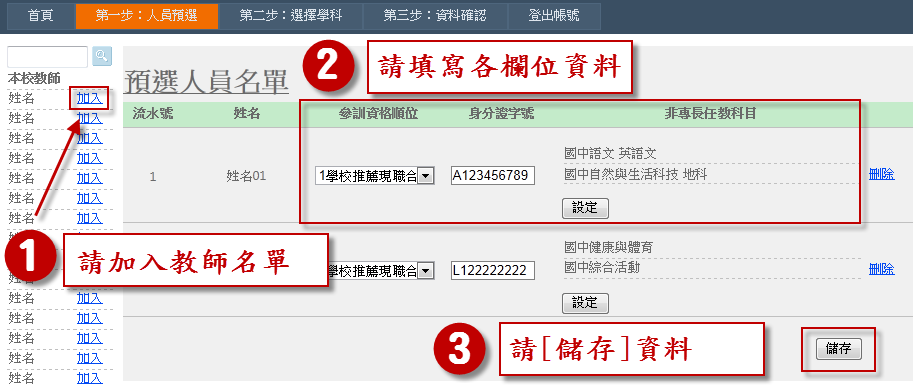 首頁 第一步：人員預選 第二步：選擇學科 第三步：資料確認 登出帳號
本校教師
姓名 加入
姓名 加入
姓名 加入
姓名 加入
姓名 加入
姓名 加入
姓名 加入
姓名
姓名 加入
姓名 加入
姓名 加入
姓名 加入
姓名 加入
姓名 加入
1 請加入教師名單
預選人員名單
2 請填寫各欄位資料
流水號 姓名 參訓資格順位 身分證字號 非專長任教科目
1 姓名01 1學校推薦現職合 A123456789
國中語文 英語文
國中自然與生活科技 地科
設定
刪除
學校推薦現職合 L122222222
國中健康與體育
國中綜合活動
設定
刪除
3 請[儲存]資料
儲存